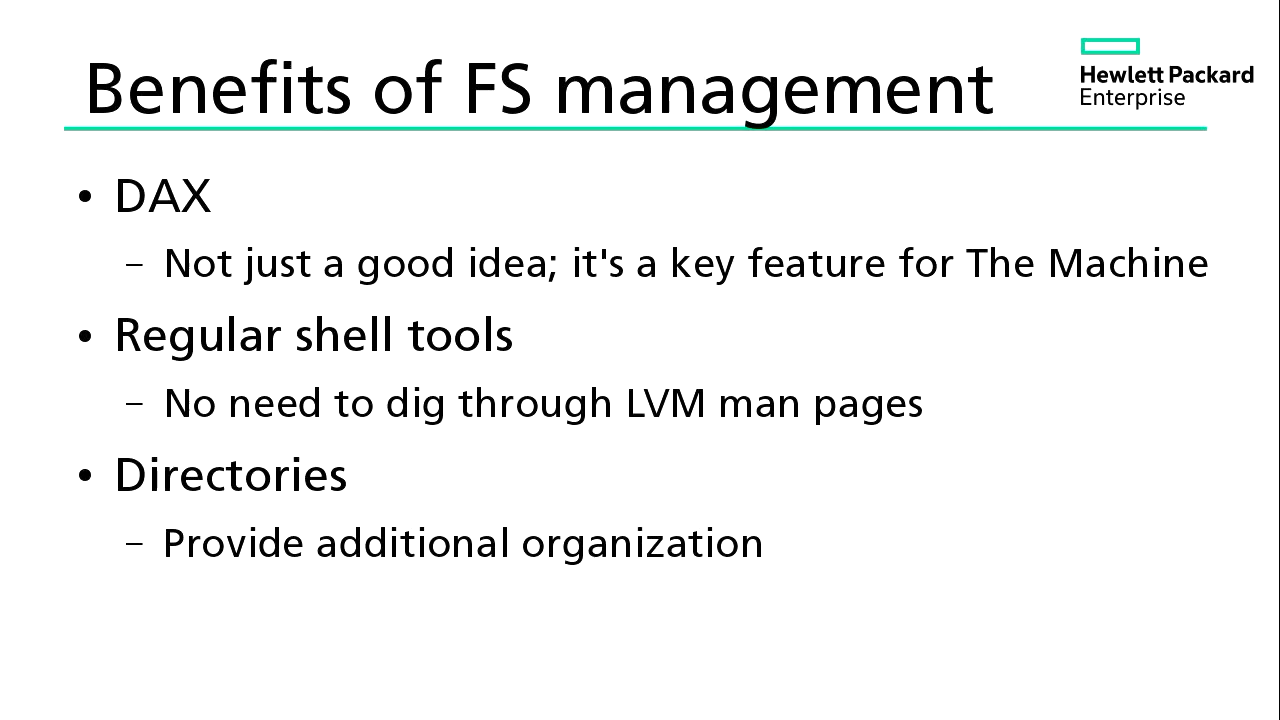 Benefits of FS management
Hewlett Packard
Enterprise
• DAX
– Not just a good idea; it's a key feature for The Machine
• Regular shell tools
– No need to dig through LVM man pages
• Directories
– Provide additional organization